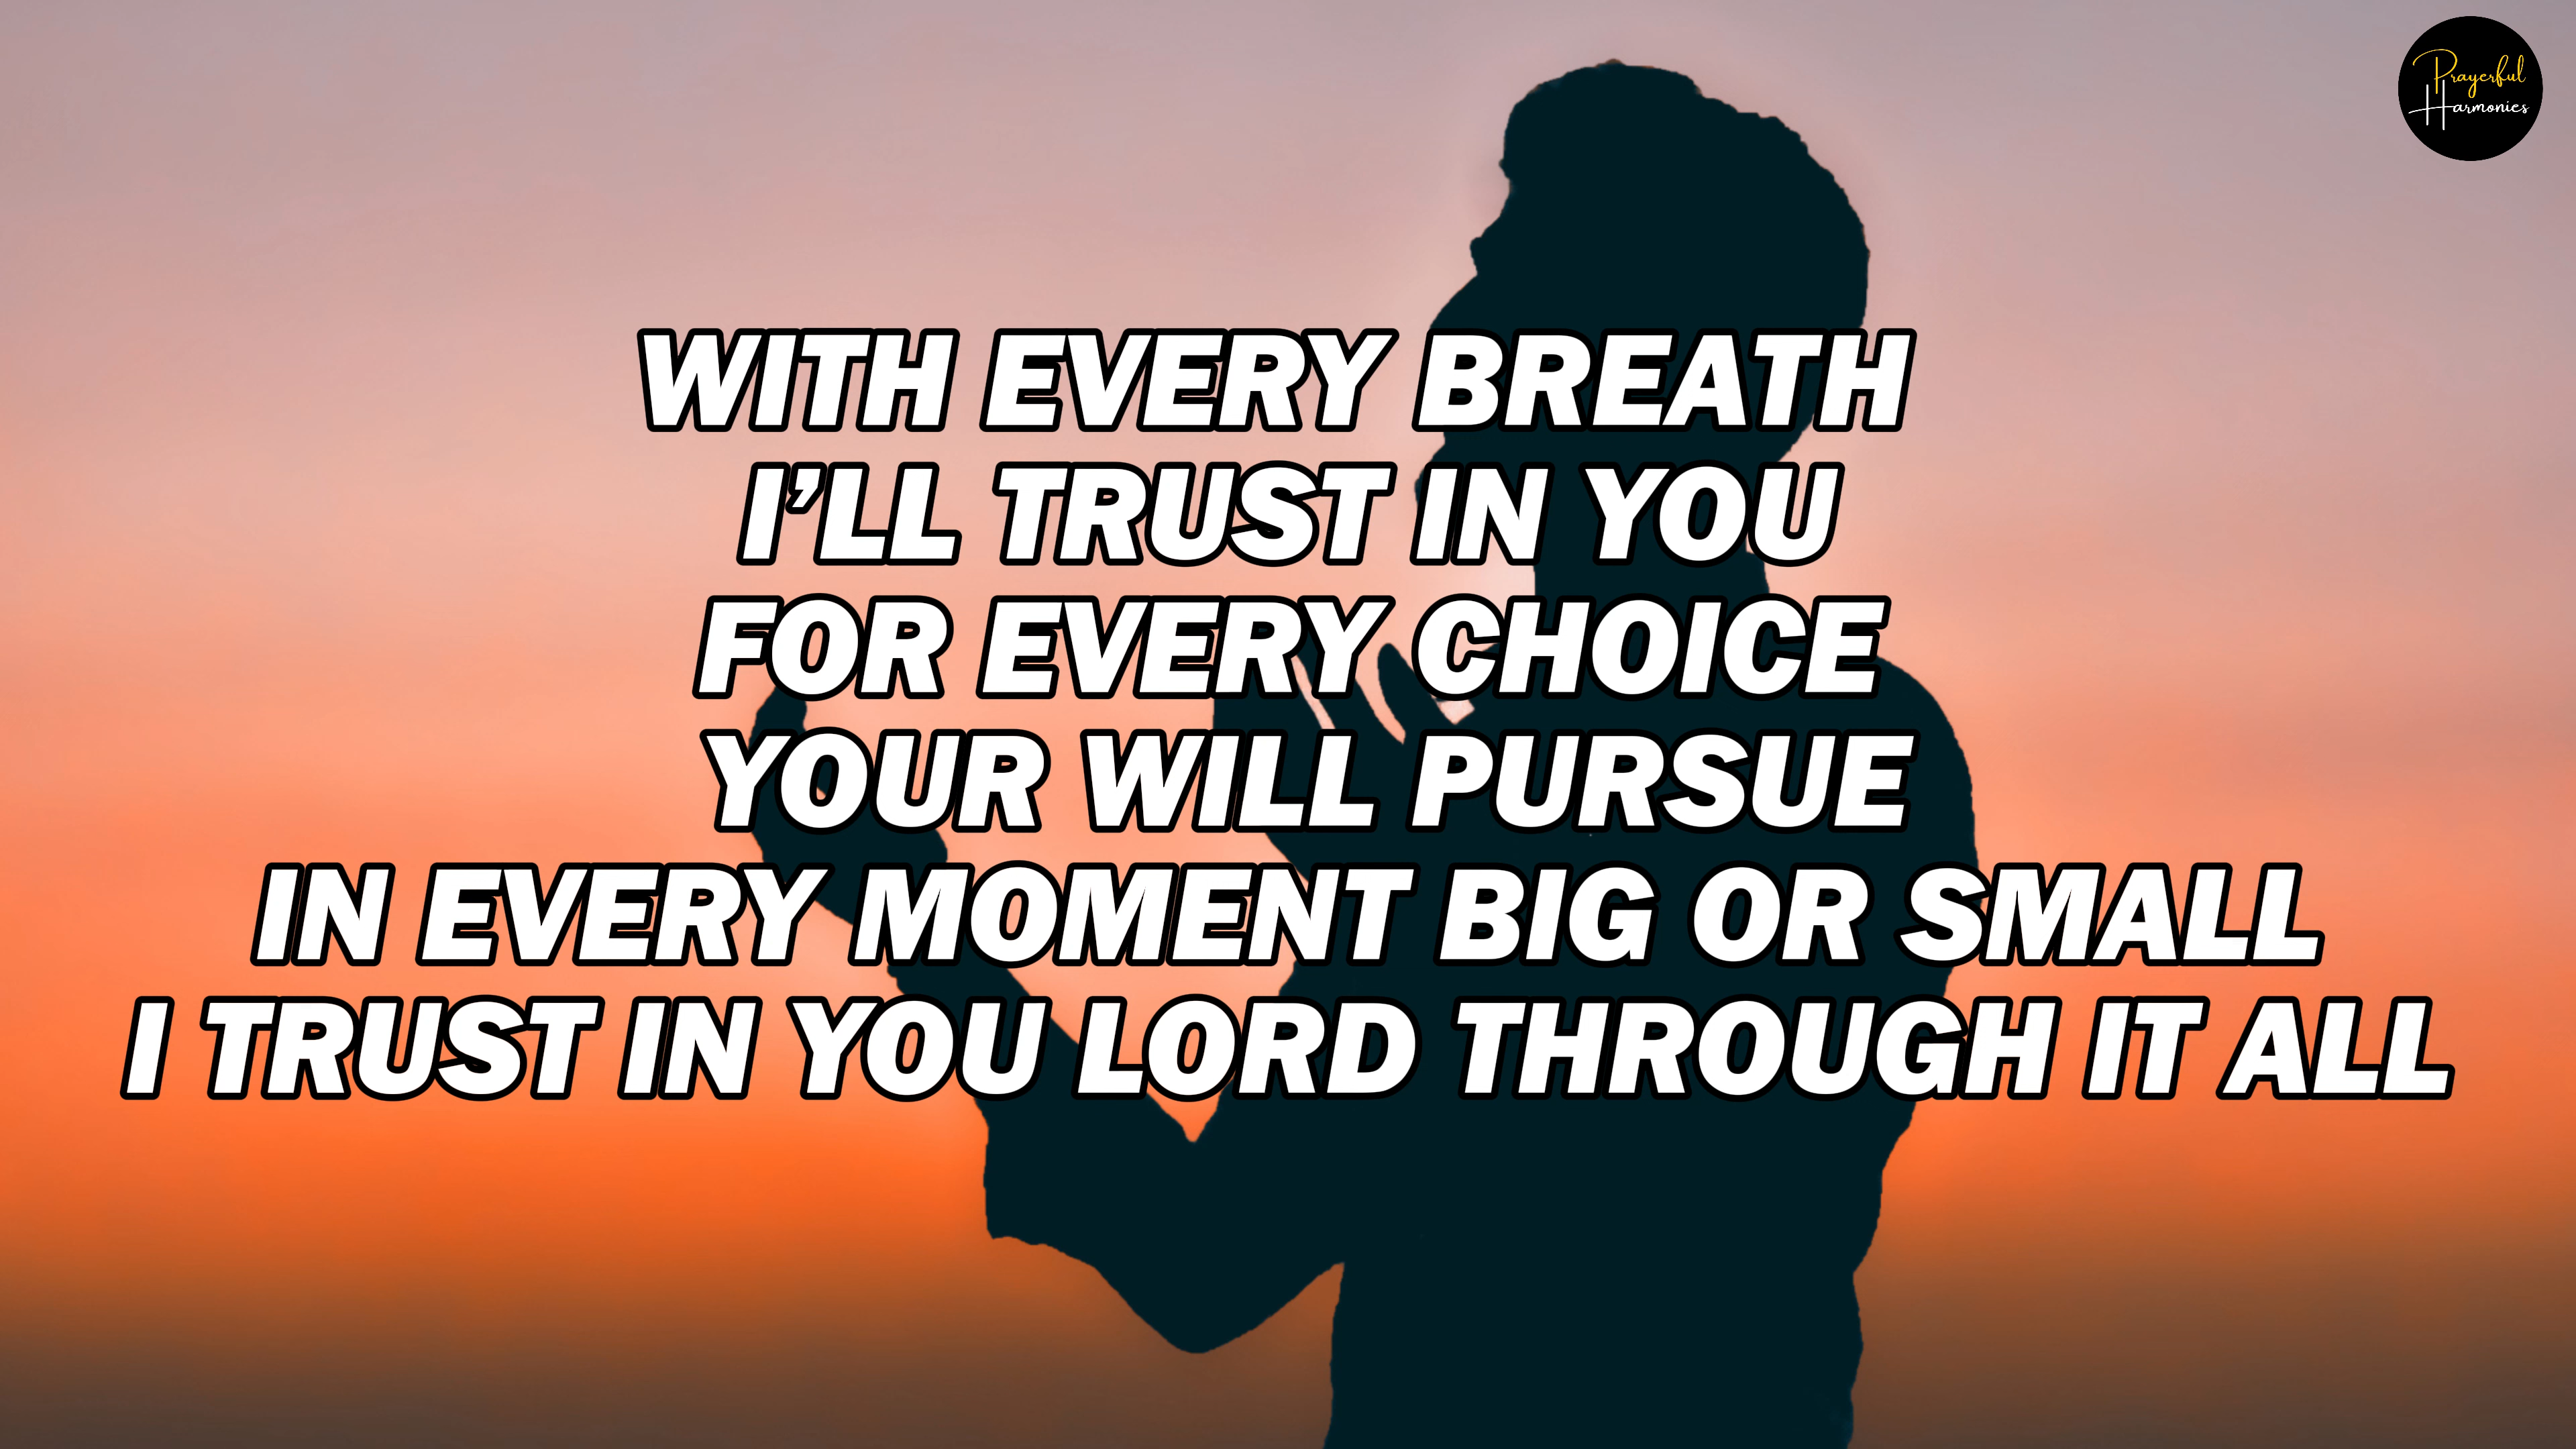 Prayerful
Harmonies
WITH EVERY BREATH
I’LL TRUST IN YOU
FOR EVERY CHOICE
YOUR WILL PURSUE
IN EVERY MOMENT BIG OR SMALL
I TRUST IN YOU LORD THROUGH IT ALL